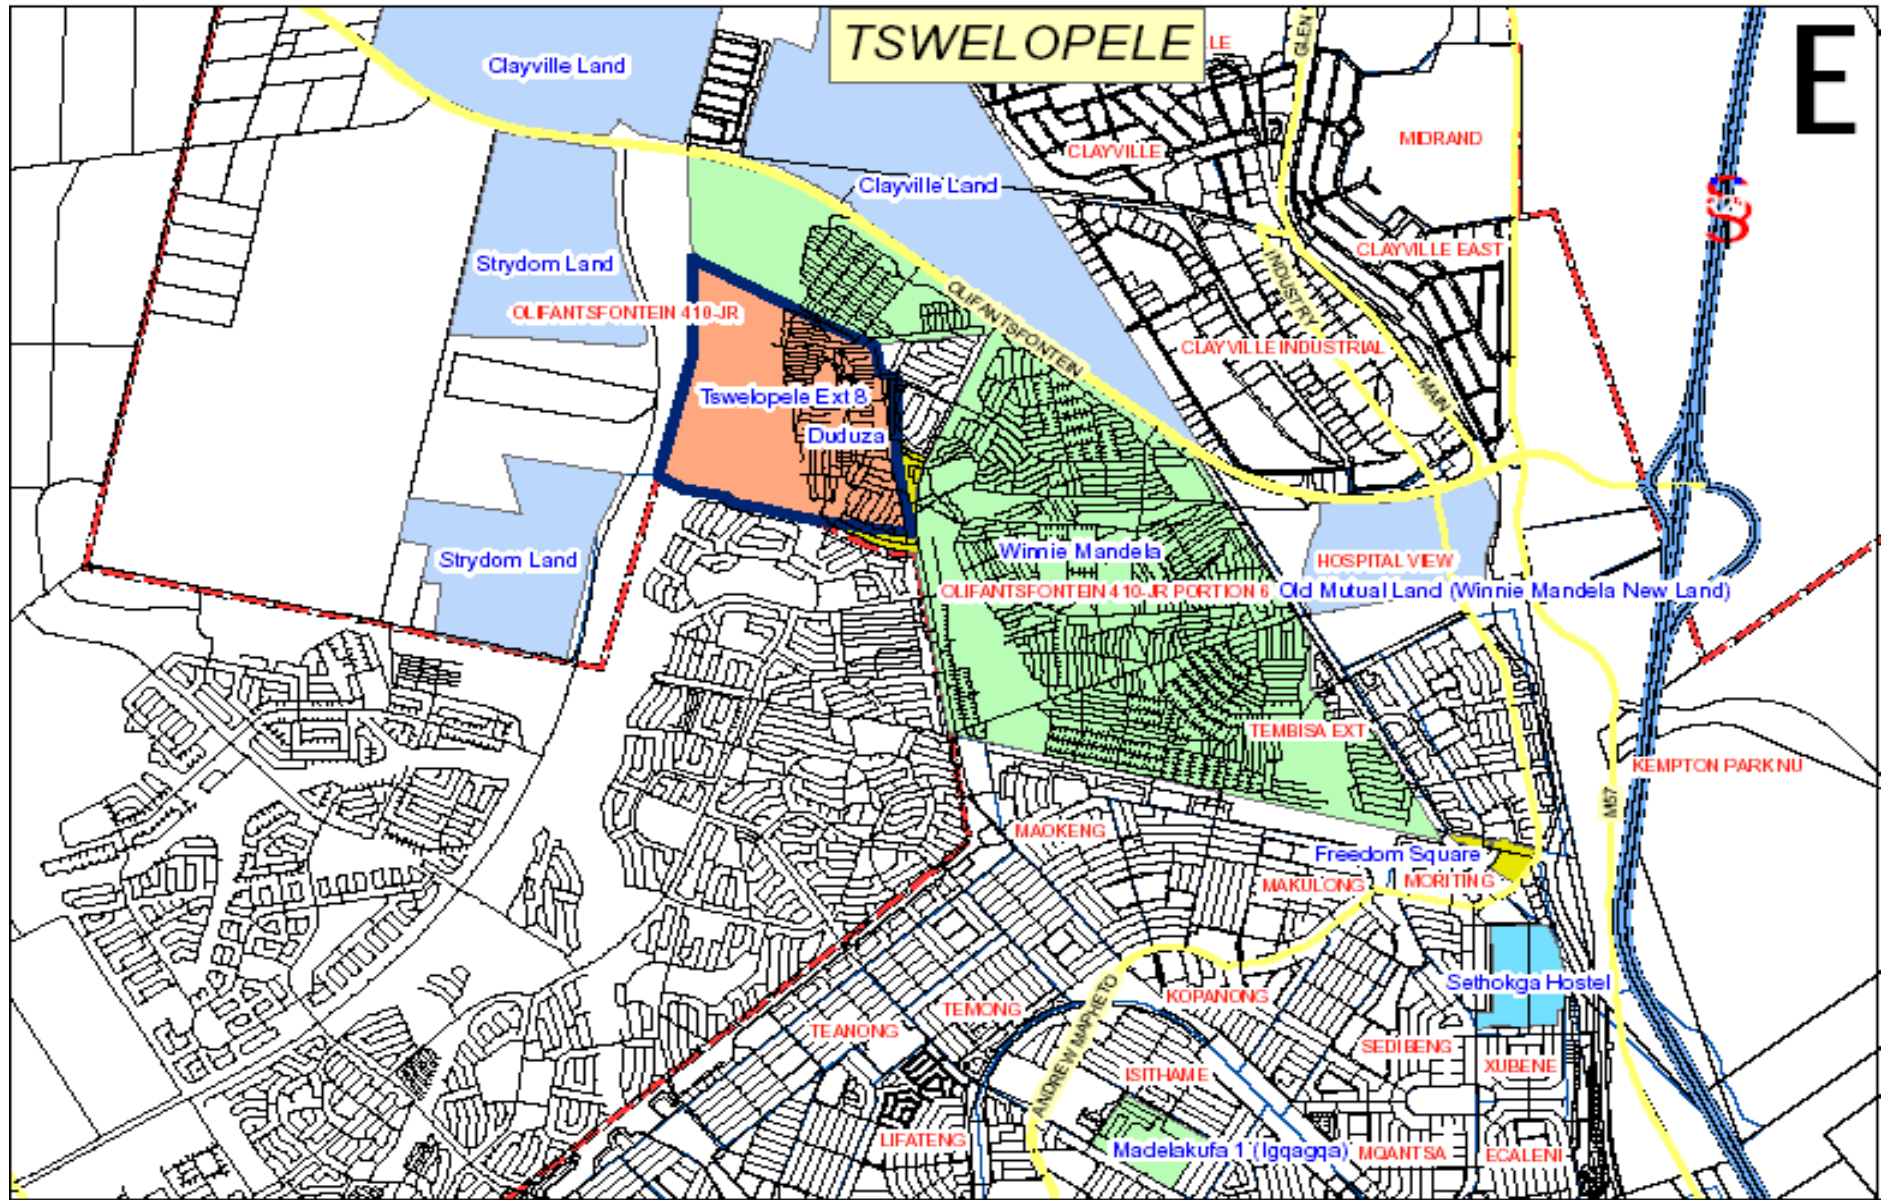 TSWELOPELE
E
LE
GLEN
Clayville Land
MIDRAND
CLAYVILLE
Clayville Land
Strydom Land
CLAYVILLE EAST
INDUSTRY
OLIFANTSFONTEIN 410-JR
OLIFANTSFONTEIN
CLAYVILLE INDUSTRIAL
MAIN
Tswelopele Ext 8
Duduza
Strydom Land
Winnie Mandela
HOSPITAL VIEW
OLIFANTSFONTEIN 410-JR PORTION 6
Old Mutual Land (Winnie Mandela New Land)
TEMBISA EXT
KEMPTON PARK NU
M57
MAOKENG
Freedom Square
MAKULONG
MORITING
Sethokga Hostel
KOPANONG
TEMONG
TEANONG
ANDREW MAPHETO
SEDIBENG
XUBENE
ISITHAME
LIFATENG
Madelakufa 1 (Igqagqa)
MQANTSA
ECALENI